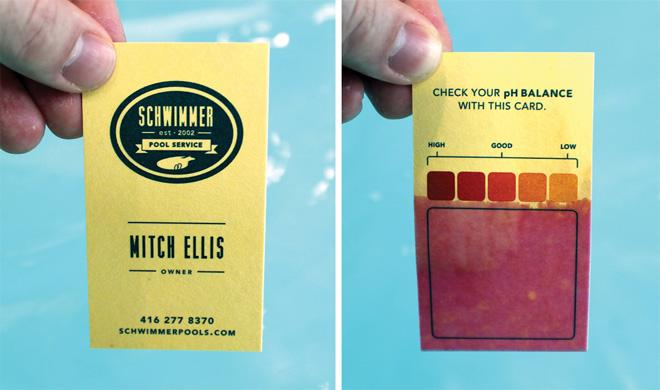 SCHWIMMER
est • 2002
POOL SERVICE
MITCH ELLIS
OWNER
416 277 8370
SCHWIMMERPOOLS.COM
CHECK YOUR pH BALANCE
WITH THIS CARD.
HIGH GOOD LOW